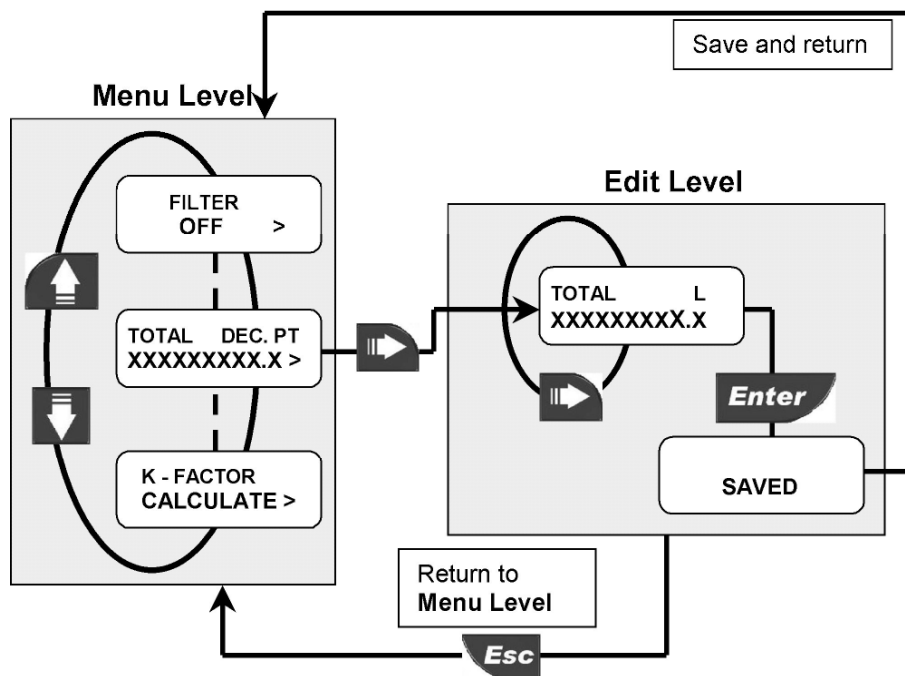 Save and return
Menu Level
FILTER
OFF >
TOTAL DEC. PT
XXXXXXXXX.X >
K - FACTOR
CALCULATE >
Edit Level
TOTAL L
XXXXXXXXX.X
Enter
SAVED
Return to
Menu Level
Esc